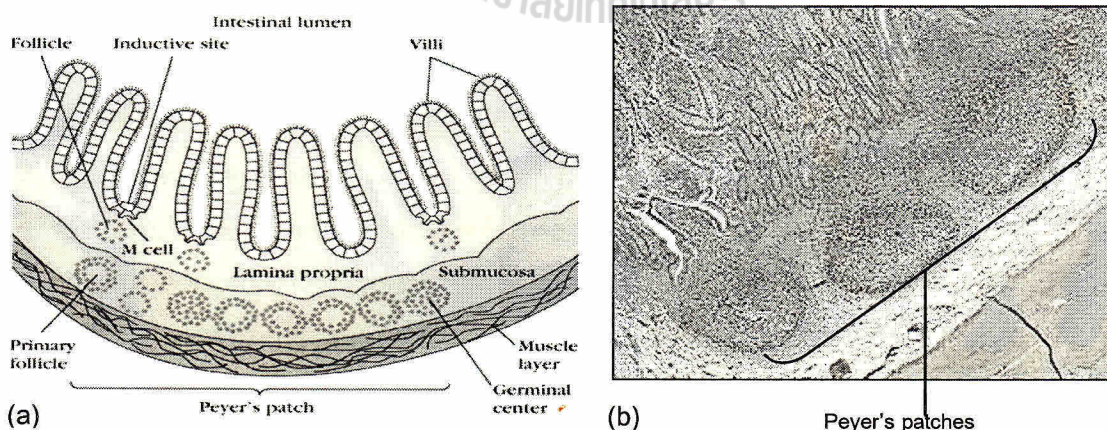 Intestinal lumen
Follicle
Inductive site
Villi
M cell
Lamina propria
Submucosa
Primary
follicle
Muscle
layer
Germinal
center
Peyer's patch
(a)
(b)
Peyer's patches